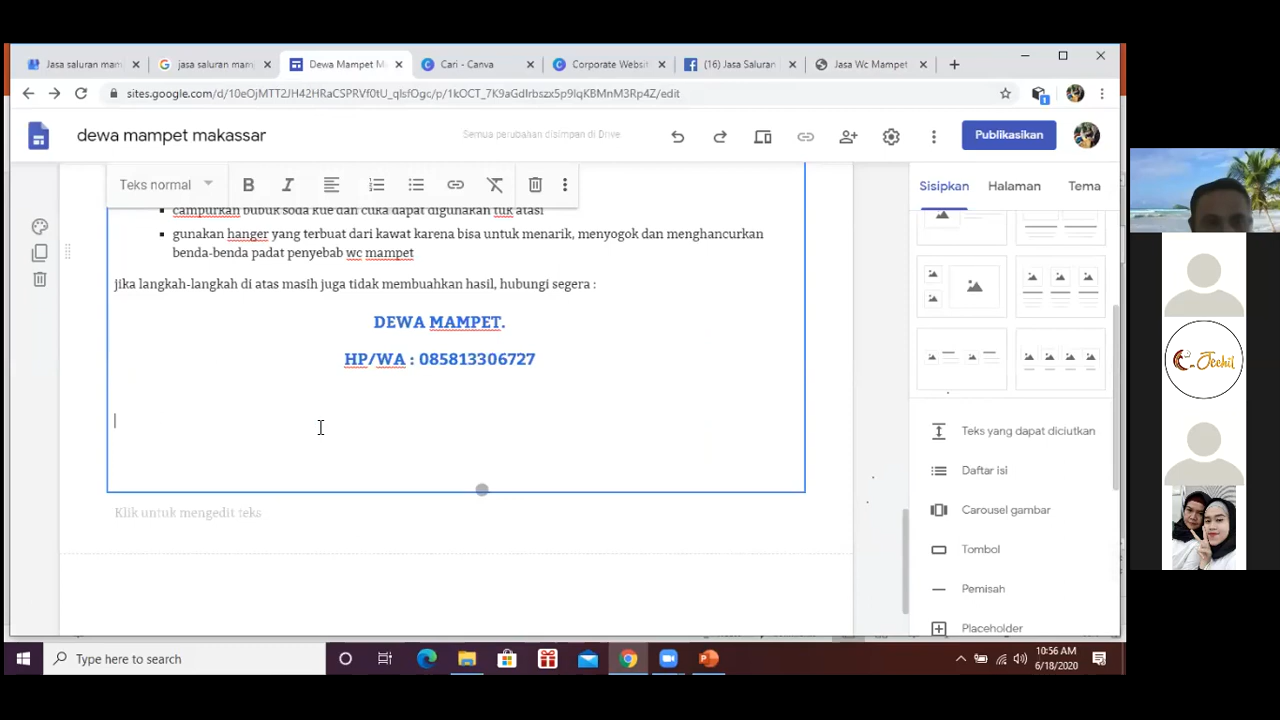 Jasa saluran mam
jasa saluran mam
Dewa Mampet M
Cari - Canva
Corporate Websi
(16) Jasa Saluran
Jasa Wc Mampet
sites.google.com/d/10eOjMTT2JH42HRaCSPRVf0tU_qlsfOgc/p/1kOCT_7K9aGdIrbszx5p9lqKBMnM3Rp4Z/edit
dewa mampet makassar
Semua perubahan disimpan di Drive
Publikasikan
Teks normal
B I
Sisipkan
Halaman
Tema
campurkan bubuk soda kue dan cuka dapat digunakan tuk atasi
gunakan hanger yang terbuat dari kawat karena bisa untuk menarik, menyogok dan menghancurkan
benda-benda padat penyebab wc mampet
jika langkah-langkah di atas masih juga tidak membuahkan hasil, hubungi segera :
DEWA MAMPET.
HP/WA : 085813306727
Klik untuk mengedit teks
Teks yang dapat diciutkan
Daftar isi
Carousel gambar
Tombol
Pemisah
Placeholder
Jechil
Type here to search
10:56 AM
6/18/2020